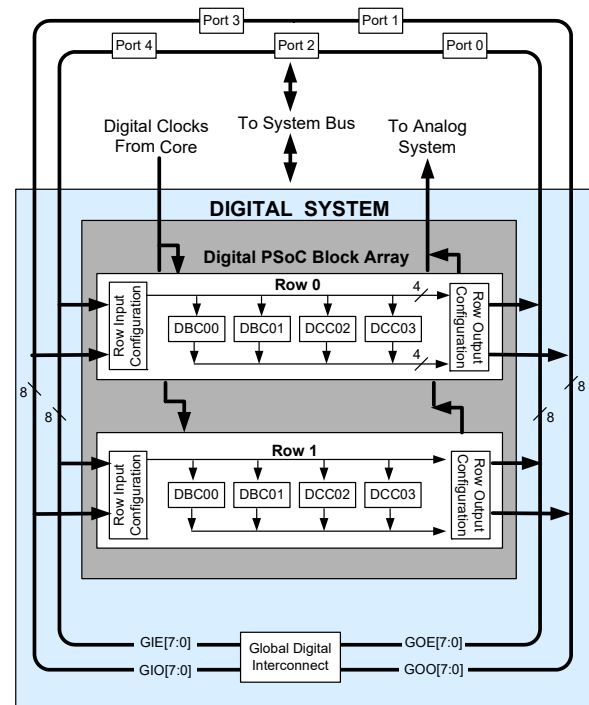 Port 3
Port 1
Port 4
Port 2
Port 0
Digital Clocks
From Core
To System Bus
To Analog
System
DIGITAL SYSTEM
Digital PSoC Block Array
Row 0
4
Row Input
Configuration
DBC00
DBC01
DCC02
DCC03
4
Row Output
Configuration
8
8
8
8
Row 1
Row Input
Configuration
DBC00
DBC01
DCC02
DCC03
Row Output
Configuration
GIE[7:0]
GIO[7:0]
Global Digital
Interconnect
GOE[7:0]
GOO[7:0]